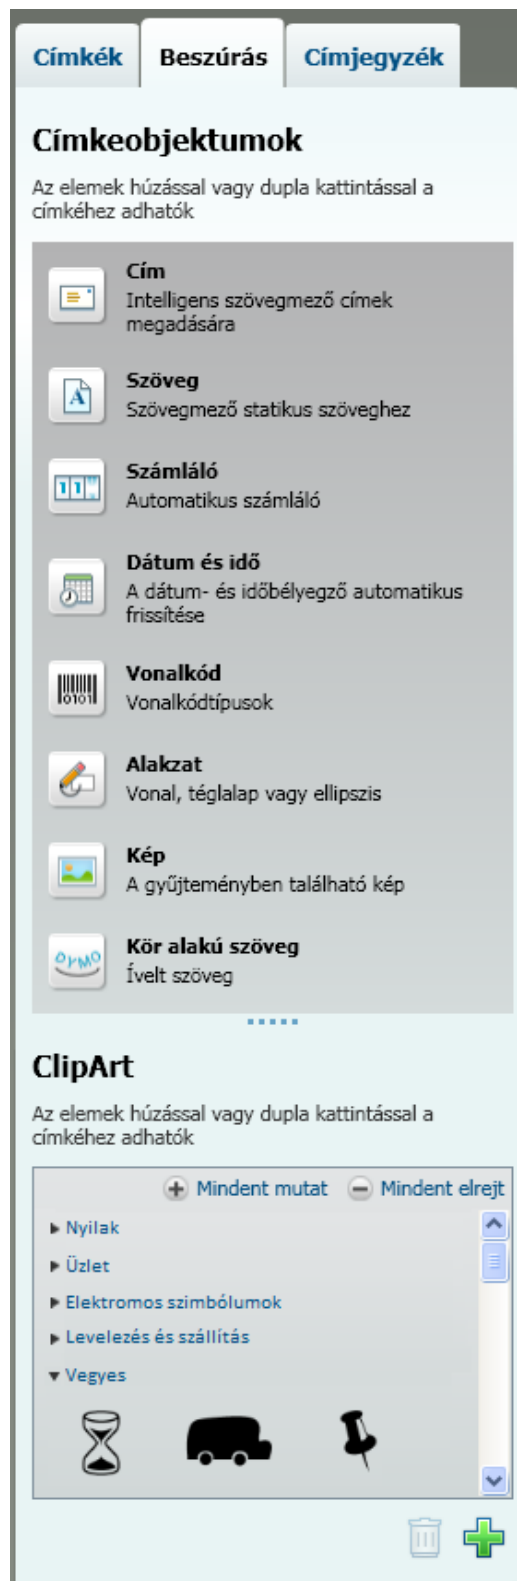 Címkék Beszúrás Címjegyzék
Címkeobjektumok
Az elemek húzással vagy dupla kattintással a
címkéhez adhatók
Cím
Intelligens szövegmező címek
megadására
Szöveg
Szövegmező statikus szöveghez
Számláló
Automatikus számláló
Dátum és idő
A dátum- és időbélyegző automatikus
frissítése
Vonalkód
Vonalkódtípusok
Alakzat
Vonal, téglalap vagy ellipszis
Kép
A gyűjteményben található kép
Kör alakú szöveg
Ívelt szöveg
ClipArt
Az elemek húzással vagy dupla kattintással a
címkéhez adhatók
Mindent mutat Mindent elrejt
Nyilak
Üzlet
Elektromos szimbólumok
Levelezés és szállítás
Vegyes
A
11
0101
DYMO